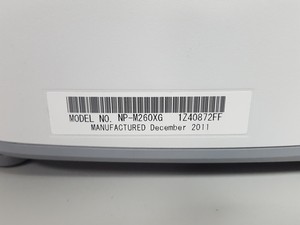 MODEL NO. NP-M260XG 1Z40872FF
MANUFACTURED December 2011